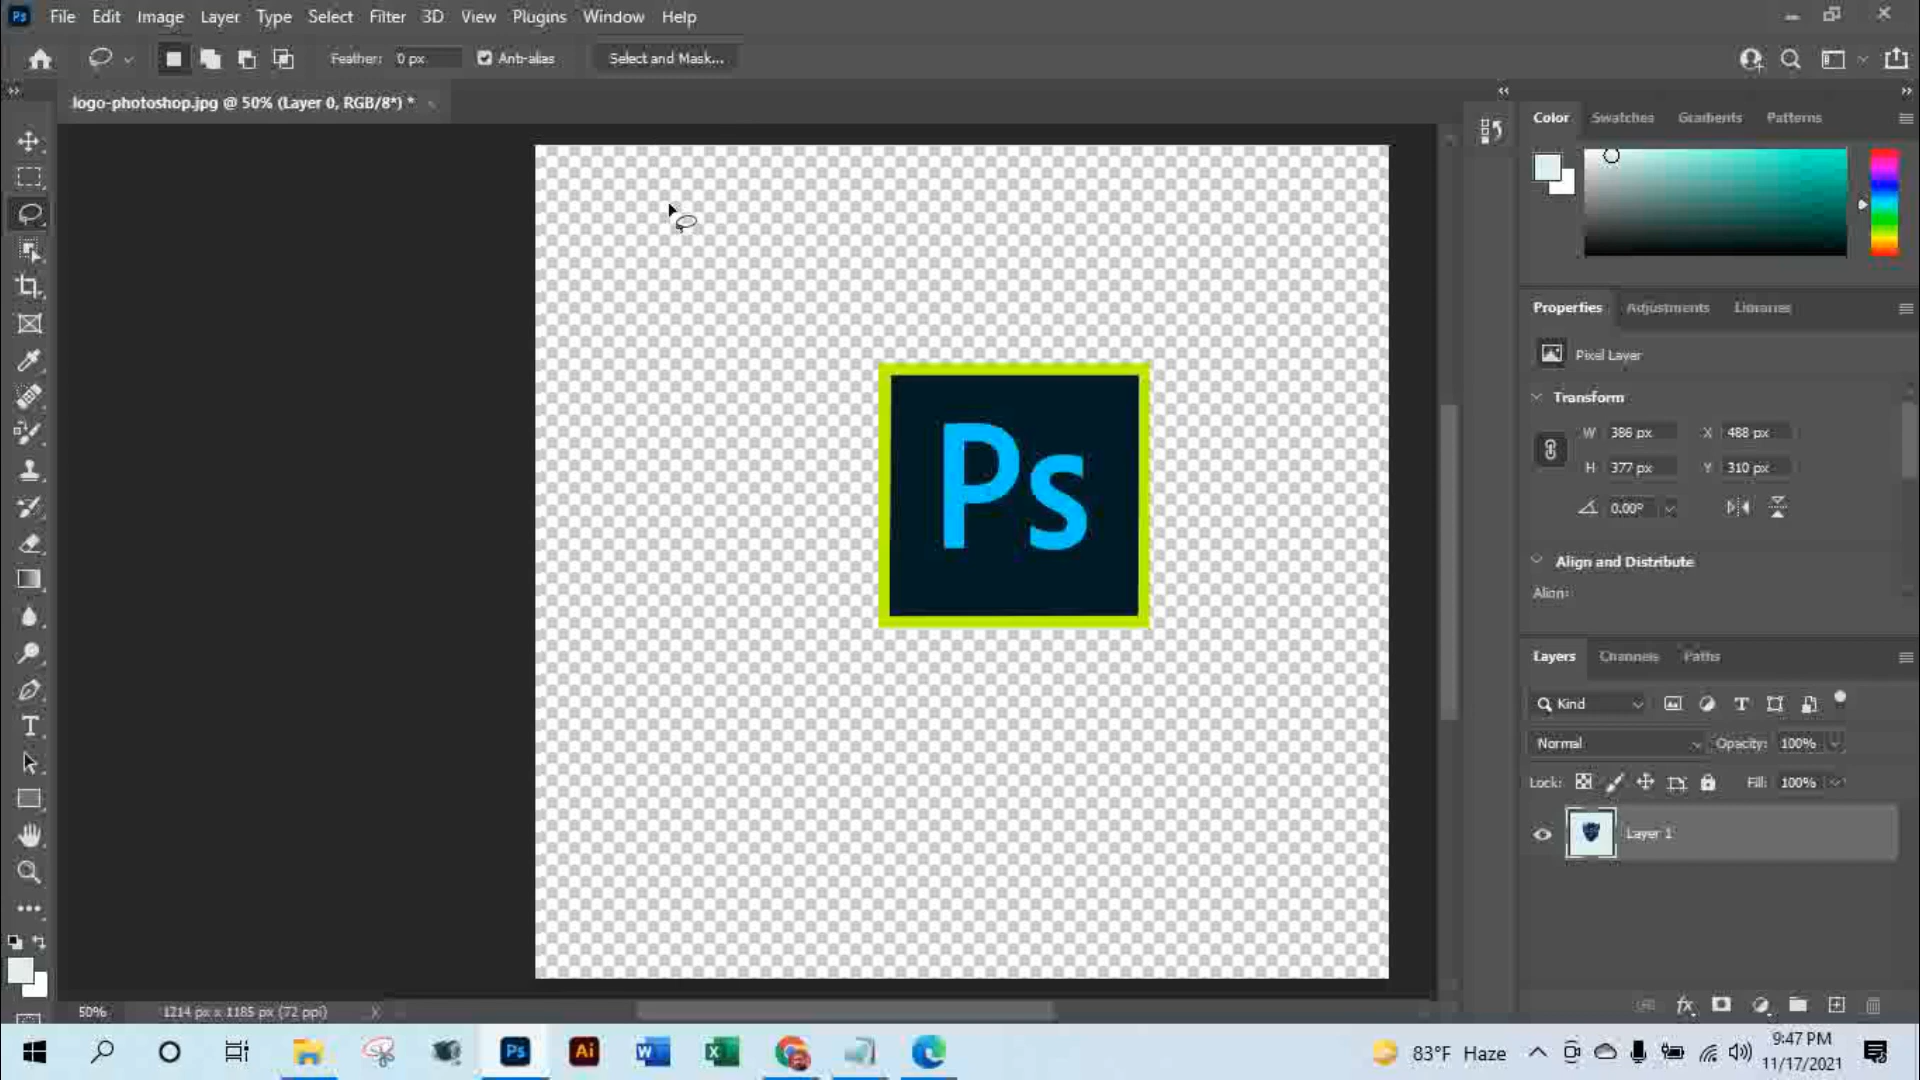 Ps File Edit Image Layer Type Select Filter 3D View Plugins Window Help
Feather: 0 px Anti-alias Select and Mask...
logo-photoshop.jpg @ 50% (Layer 0, RGB/8*) *
Color Swatches Gradients Patterns
Properties Adjustments Libraries
Pixel Layer
Transform
W 386 px X 488 px
H 377 px Y 310 px
0.00°
Align and Distribute
Align:
Ps
Layers Channels Paths
Kind
Normal Opacity: 100%
Lock: Fill: 100%
Layer 1
50% 1214 px x 1185 px (72 ppi)
Ps Ai W X 83°F Haze
9:47 PM
11/17/2021